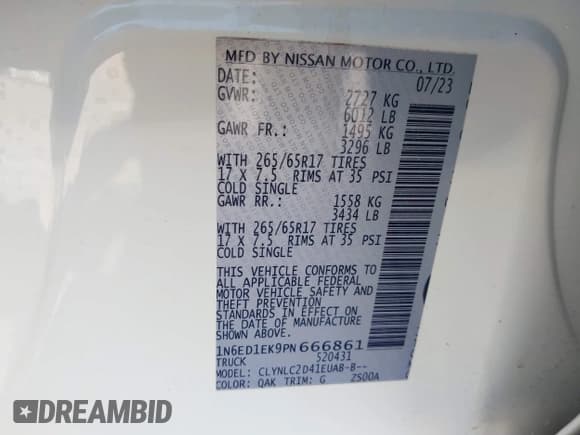 MFD BY NISSAN MOTOR CO., LTD.
DATE: 07/23
GVWR: 2727 KG
6012 LB
GAWR FR.: 1495 KG
3296 LB
WITH 265/65R17 TIRES
17 X 7.5 RIMS AT 35 PSI
COLD SINGLE
GAWR RR.: 1558 KG
3434 LB
WITH 265/65R17 TIRES
17 X 7.5 RIMS AT 35 PSI
COLD SINGLE
THIS VEHICLE CONFORMS TO
ALL APPLICABLE FEDERAL
MOTOR VEHICLE SAFETY AND
THEFT PREVENTION
STANDARDS IN EFFECT ON
THE DATE OF MANUFACTURE
SHOWN ABOVE.
1N6ED1EK9PN666861
TRUCK 520431
MODEL: CLYNLC2D41EUAB-B--
COLOR: QAK TRIM: G 2S00A
DREAMBID